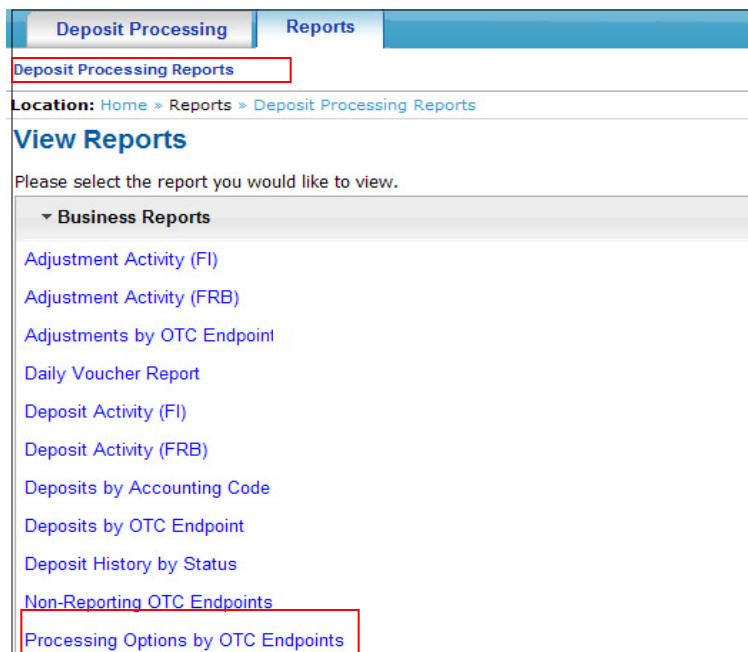 Deposit Processing Reports
Deposit Processing Reports
Location: Home » Reports » Deposit Processing Reports
View Reports
Please select the report you would like to view.
Business Reports
Adjustment Activity (FI)
Adjustment Activity (FRB)
Adjustments by OTC Endpoint
Daily Voucher Report
Deposit Activity (FI)
Deposit Activity (FRB)
Deposits by Accounting Code
Deposits by OTC Endpoint
Deposit History by Status
Non-Reporting OTC Endpoints
Processing Options by OTC Endpoints